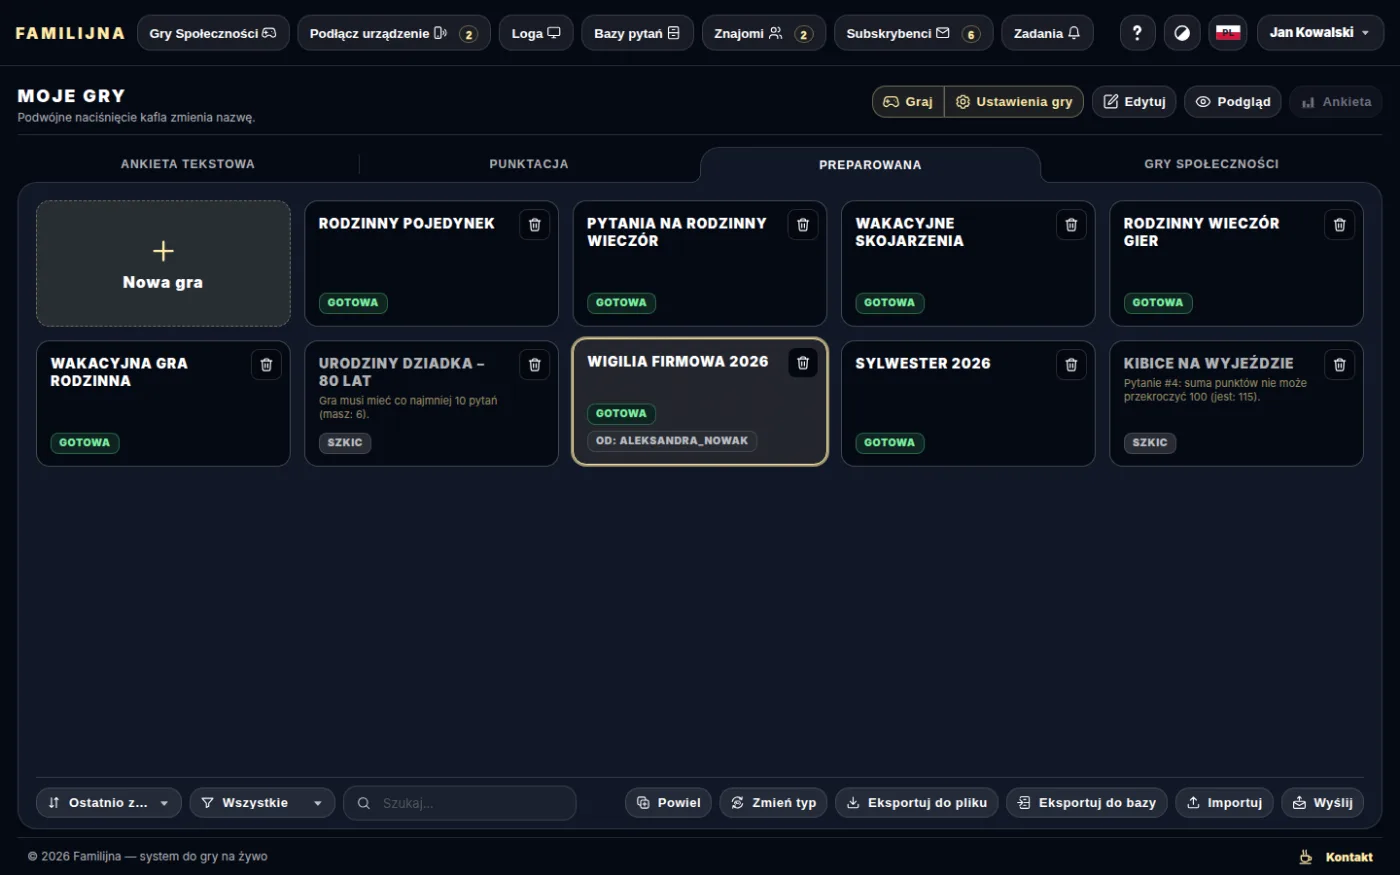 FAMILIJNA
Gry Społeczności
Podłącz urządzenie 2
Loga
Bazy pytań
Znajomi 2
Subskrybenci 6
Zadania
?
PL
Jan Kowalski
MOJE GRY
Podwójne naciśnięcie kafla zmienia nazwę.
Graj
Ustawienia gry
Edytuj
Podgląd
Ankieta
ANKIETA TEKSTOWA
PUNKTACJA
PREPAROWANA
GRY SPOŁECZNOŚCI
Nowa gra
RODZINNY POJEDYNEK
GOTOWA
PYTANIA NA RODZINNY
WIECZÓR
GOTOWA
WAKACYJNE
SKOJARZENIA
GOTOWA
RODZINNY WIECZÓR
GIER
GOTOWA
WAKACYJNA GRA
RODZINNA
GOTOWA
URODZINY DZIADKA –
80 LAT
Gra musi mieć co najmniej 10 pytań
(masz: 6).
SZKIC
WIGILIA FIRMOWA 2026
GOTOWA
OD: ALEKSANDRA_NOWAK
SYLWESTER 2026
GOTOWA
KIBICE NA WYJEŹDZIE
Pytanie #4: suma punktów nie może
przekroczyć 100 (jest: 115).
SZKIC
Ostatnio z...
Wszystkie
Szukaj...
Powiel
Zmień typ
Eksportuj do pliku
Eksportuj do bazy
Importuj
Wyślij
© 2026 Familijna — system do gry na żywo
Kontakt